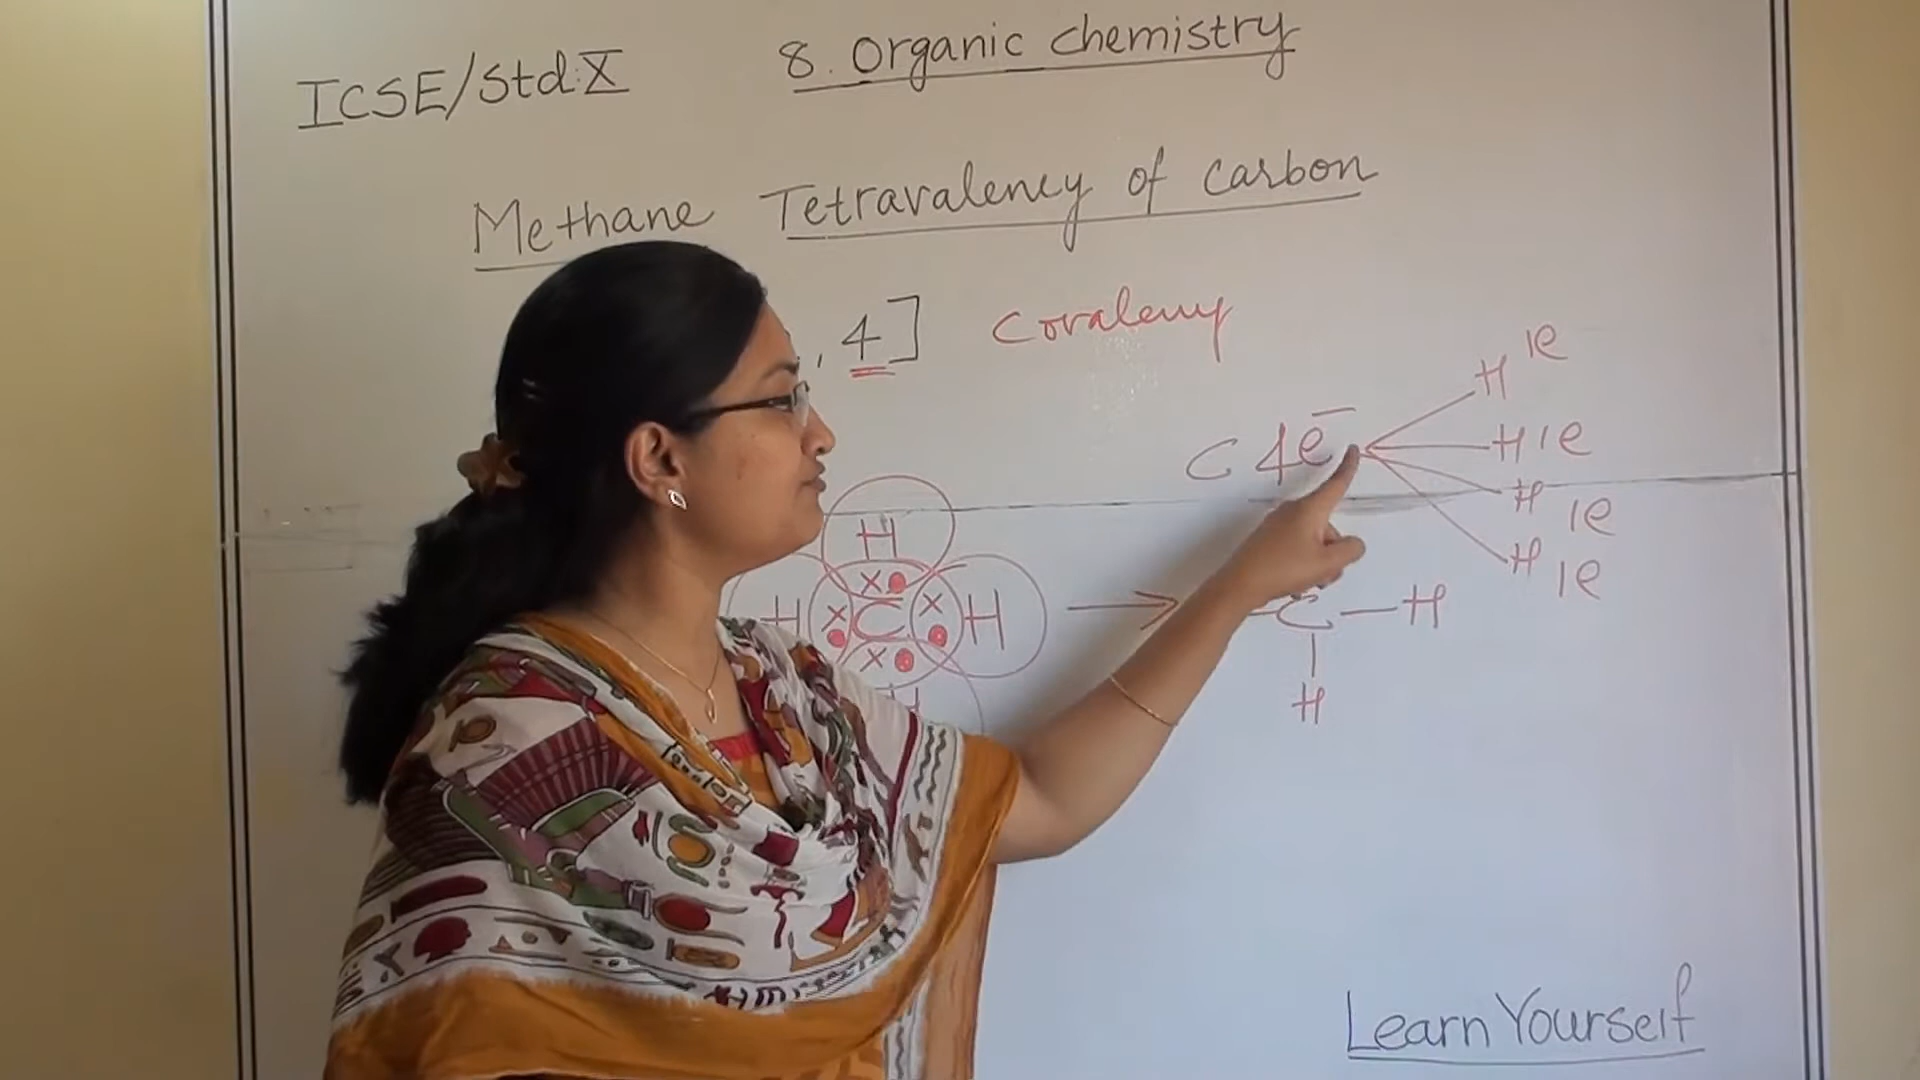 ICSE/Std:X
8. Organic chemistry
Methane Tetravalency of carbon
, 4] Covalency
C 4e⁻
H 1e
H 1e
H 1e
H 1e
H
H x• x• C x• x• H
H
C — H
H
Learn Yourself